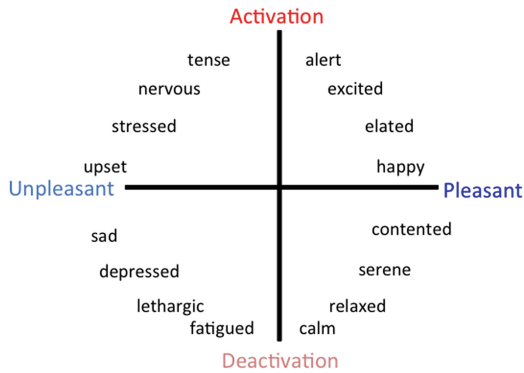 Activation
tense alert
nervous excited
stressed elated
upset happy
Unpleasant Pleasant
sad contented
depressed serene
lethargic relaxed
fatigued calm
Deactivation